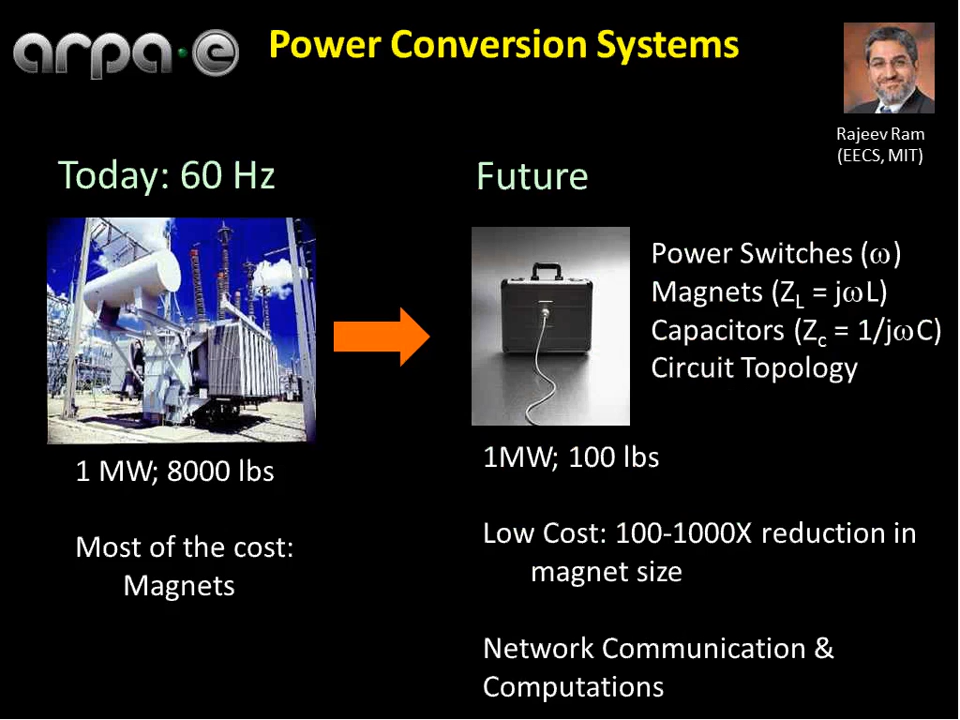 arpa·e
Power Conversion Systems
Rajeev Ram
(EECS, MIT)
Today: 60 Hz
Future
Power Switches (ω)
Magnets (Z_L = jωL)
Capacitors (Z_c = 1/jωC)
Circuit Topology
1 MW; 8000 lbs
Most of the cost:
Magnets
1MW; 100 lbs
Low Cost: 100-1000X reduction in
magnet size
Network Communication &
Computations